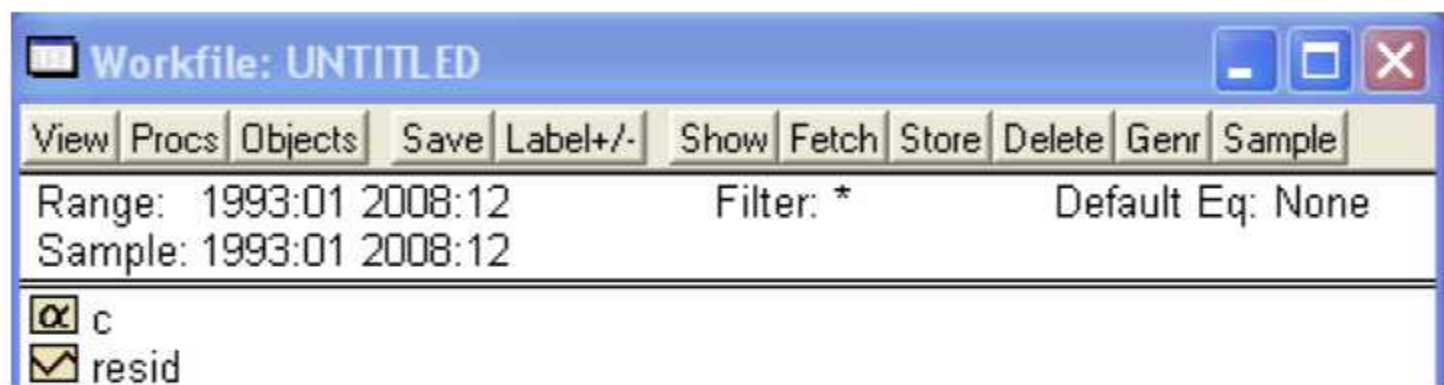 Workfile: UNTITLED
View Procs Objects Save Label+/- Show Fetch Store Delete Genr Sample
Range: 1993:01 2008:12 Filter: * Default Eq: None
Sample: 1993:01 2008:12
α c
resid